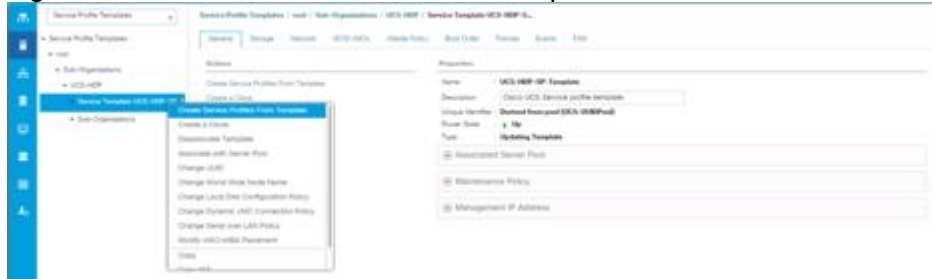 Service Profile Templates
Service Profile Templates / root / Sub-Organizations / UCS-HDP / Service Template UCS-HDP-S...
Service Profile Templates
root
Sub-Organizations
UCS-HDP
Service Template UCS-HDP-SP-T
Sub-Organizations
General Storage Network iSCSI vNICs vMedia Policy Boot Order Policies Events FSM
Actions
Create Service Profiles From Template
Create a Clone
Create Service Profiles From Template
Create a Clone
Disassociate Template
Associate with Server Pool
Change UUID
Change World Wide Node Name
Change Local Disk Configuration Policy
Change Dynamic vNIC Connection Policy
Change Serial over LAN Policy
Modify vNIC/vHBA Placement
Copy
Properties
Name : UCS-HDP-SP-Template
Description : Cisco UCS Service profile template
Unique Identifier : Derived from pool (UCS-UUIDPool)
Power State : Up
Type : Updating Template
Associated Server Pool
Maintenance Policy
Management IP Address